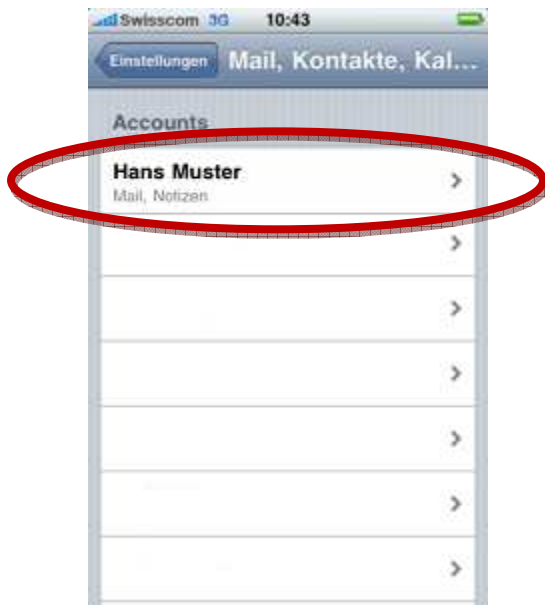 Swisscom 3G 10:43
Einstellungen Mail, Kontakte, Kal...
Accounts
Hans Muster
Mail, Notizen